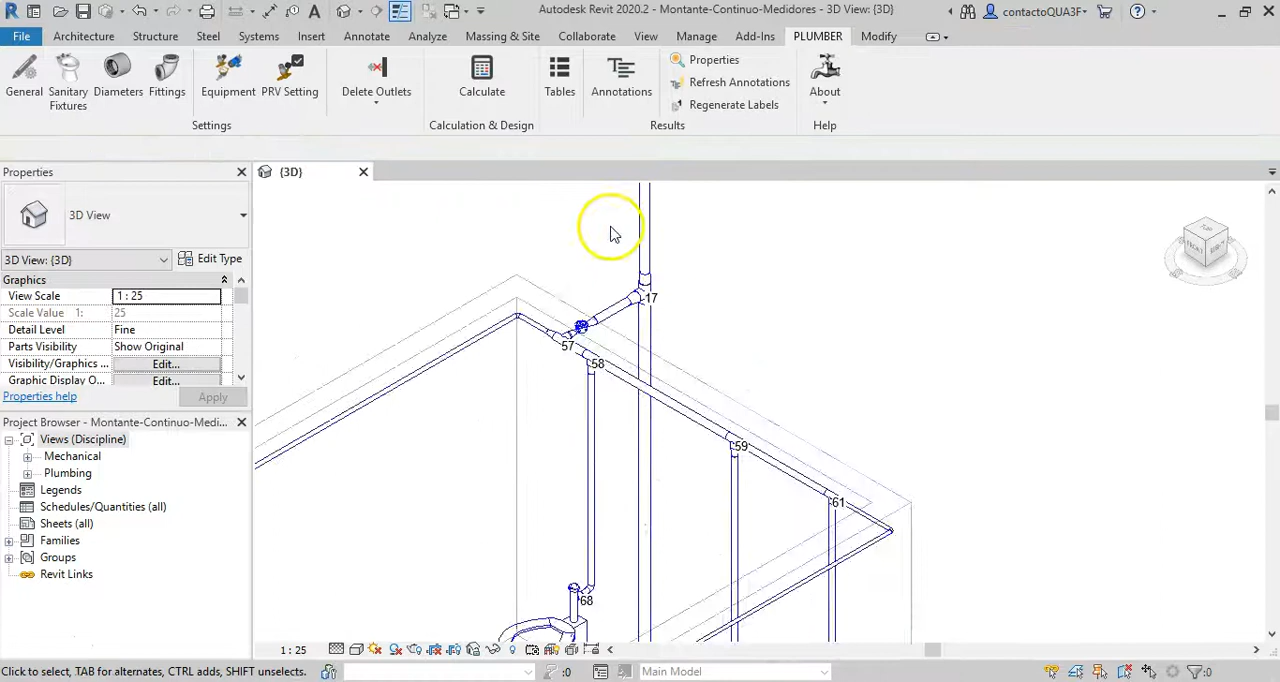 Autodesk Revit 2020.2 - Montante-Continuo-Medidores - 3D View: {3D}
contactoQUA3F
File Architecture Structure Steel Systems Insert Annotate Analyze Massing & Site Collaborate View Manage Add-Ins PLUMBER Modify
General
Sanitary Fixtures
Diameters
Fittings
Equipment
PRV Setting
Delete Outlets
Calculate
Tables
Annotations
Properties
Refresh Annotations
Regenerate Labels
About
Settings
Calculation & Design
Results
Help
Properties
{3D}
3D View
3D View: {3D}
Edit Type
Graphics
View Scale 1 : 25
Scale Value 1: 25
Detail Level Fine
Parts Visibility Show Original
Visibility/Graphics ... Edit...
Graphic Display O... Edit...
Properties help
Apply
Project Browser - Montante-Continuo-Medi...
Views (Discipline)
Mechanical
Plumbing
Legends
Schedules/Quantities (all)
Sheets (all)
Families
Groups
Revit Links
17
57
58
59
61
68
TOP
FRONT
1 : 25
Click to select, TAB for alternates, CTRL adds, SHIFT unselects.
:0
Main Model
:0